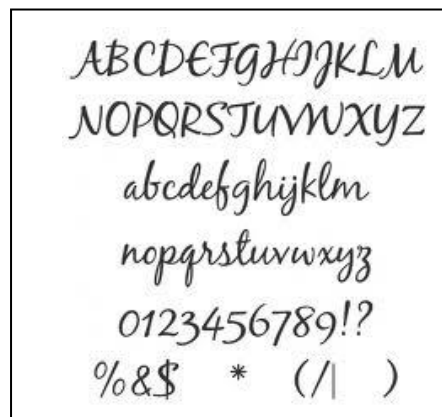 ABCDEFGHIJKLM
NOPQRSTUVWXYZ
abcdefghijklm
nopqrstuvwxyz
0123456789!?
%&$ * (/| )